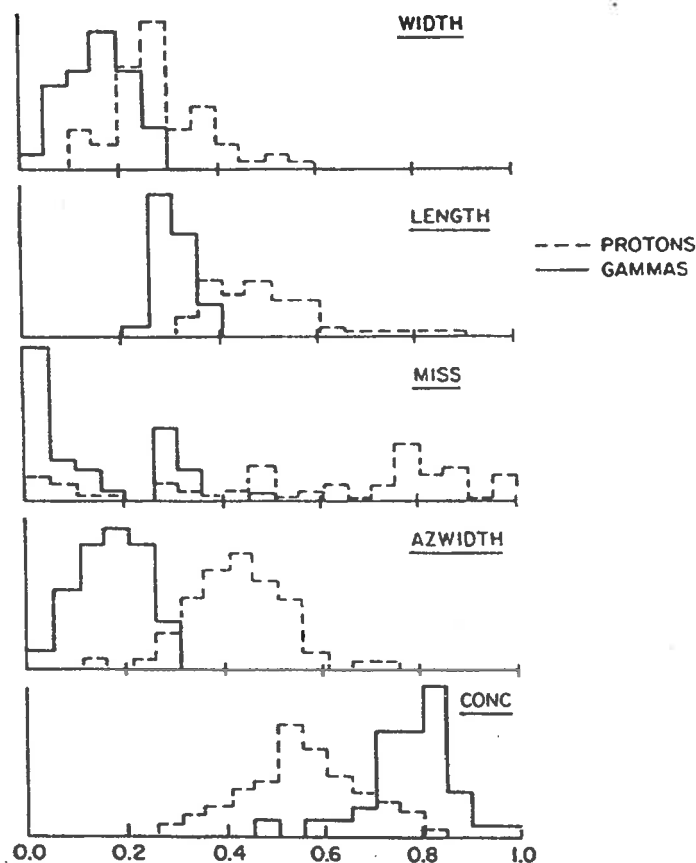 WIDTH
LENGTH
PROTONS
GAMMAS
MISS
AZWIDTH
CONC
0.0 0.2 0.4 0.6 0.8 1.0